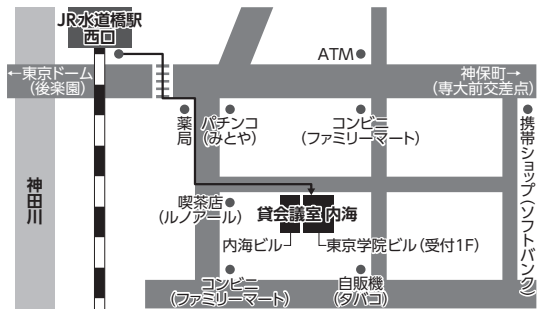 JR水道橋駅
西口
ATM
←東京ドーム
(後楽園)
神保町→
(専大前交差点)
薬局
パチンコ
(みとや)
コンビニ
(ファミリーマート)
携帯ショップ(ソフトバンク)
神田川
喫茶店
(ルノアール)
貸会議室 内海
内海ビル
東京学院ビル(受付1F)
コンビニ
(ファミリーマート)
自販機
(タバコ)